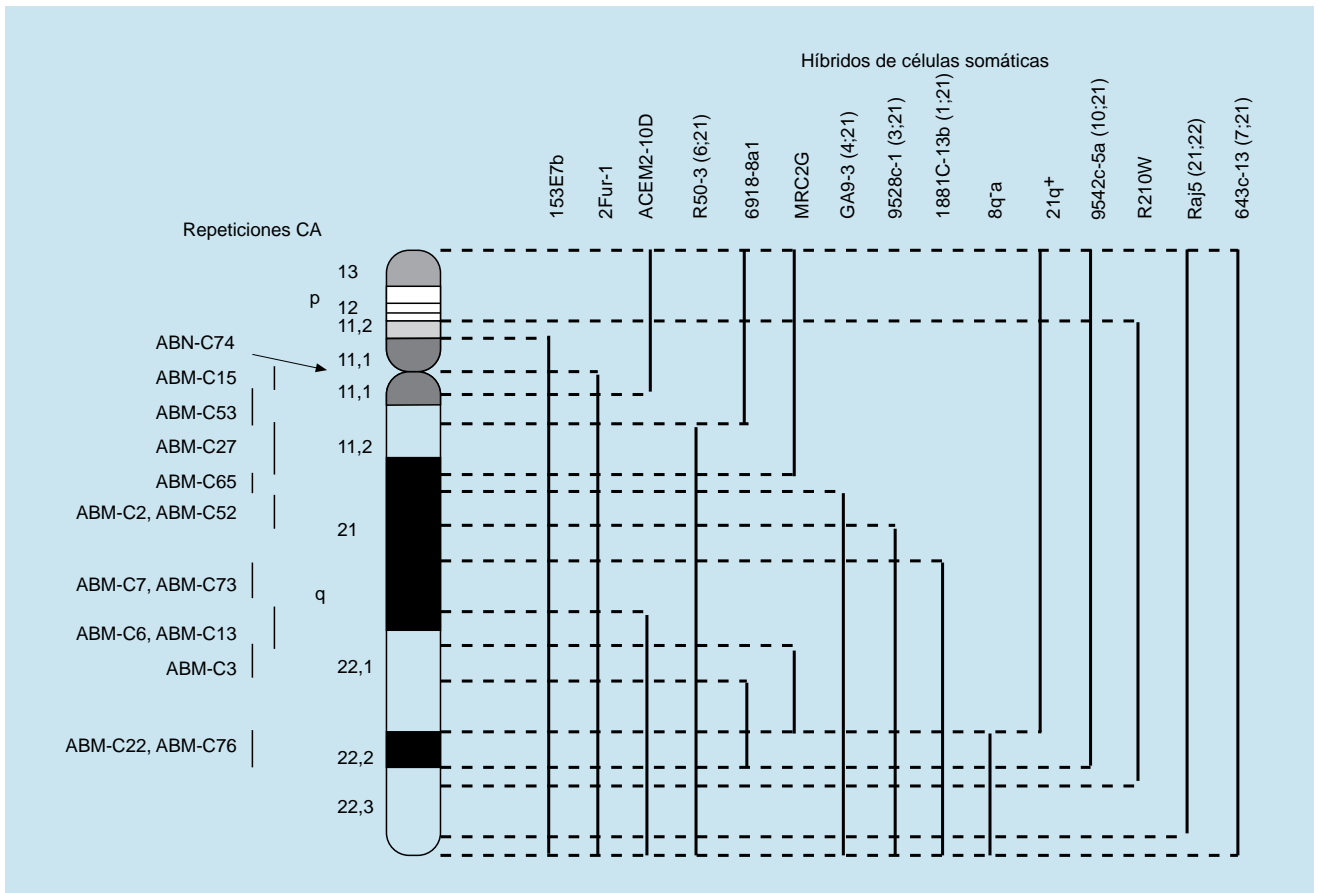 Híbridos de células somáticas
153E7b
2Fur-1
ACEM2-10D
R50-3 (6;21)
6918-8a1
MRC2G
GA9-3 (4;21)
9528c-1 (3;21)
1881C-13b (1;21)
8q-a
21q+
9542c-5a (10;21)
R210W
Raj5 (21;22)
643c-13 (7;21)
Repeticiones CA
13
p
12
11,2
ABN-C74
11,1
ABM-C15
11,1
ABM-C53
ABM-C27
11,2
ABM-C65
ABM-C2, ABM-C52
21
ABM-C7, ABM-C73
q
ABM-C6, ABM-C13
ABM-C3
22,1
ABM-C22, ABM-C76
22,2
22,3